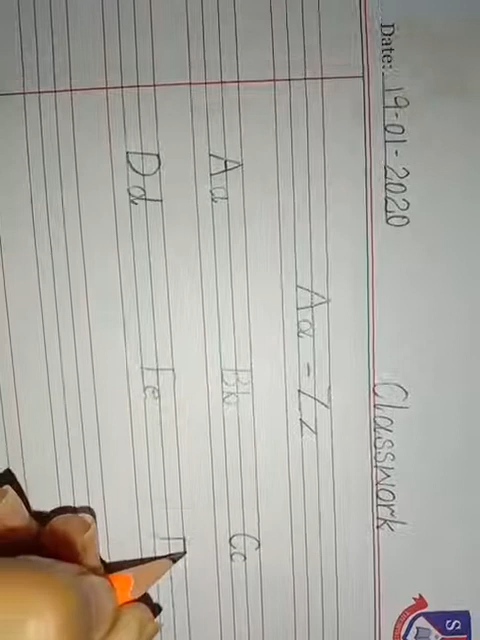 Date: 19-01-2020
Classwork
Aa - Zz
Aa Bb Cc
Dd Ee
S